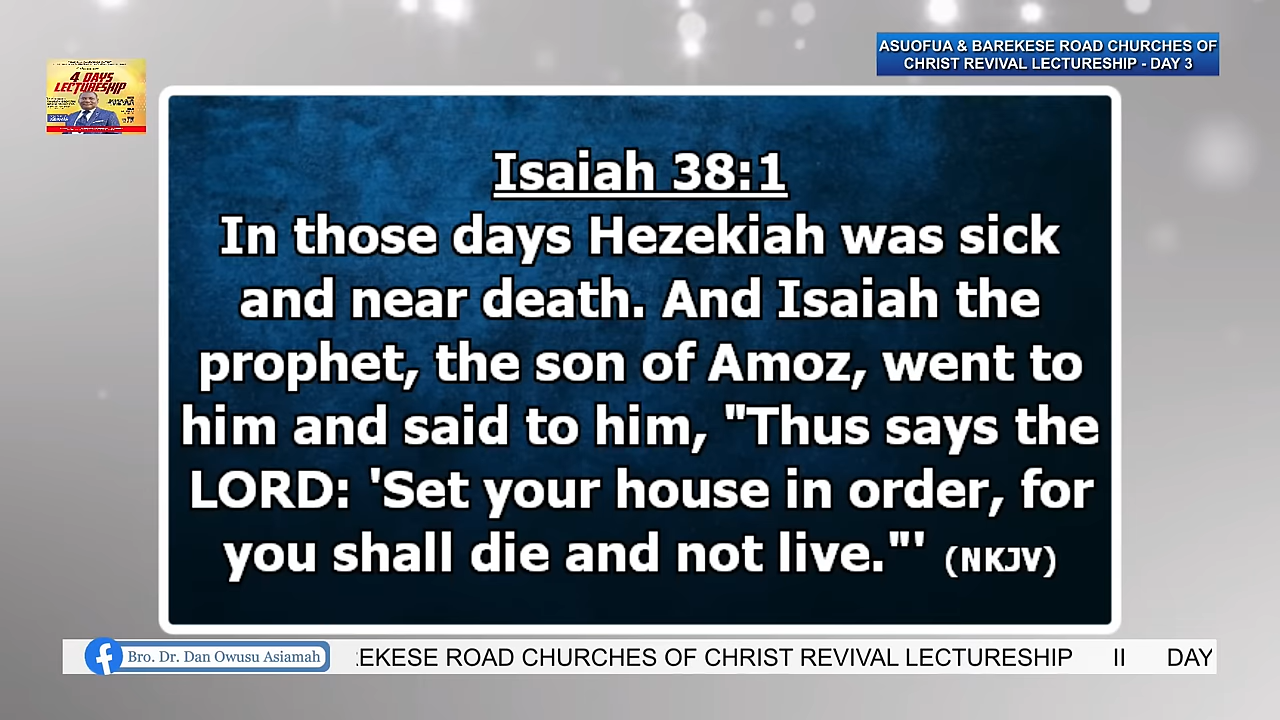 ASUOFUA & BAREKESE ROAD CHURCHES OF
CHRIST REVIVAL LECTURESHIP - DAY 3
4 DAYS
LECTURESHIP
Isaiah 38:1
In those days Hezekiah was sick
and near death. And Isaiah the
prophet, the son of Amoz, went to
him and said to him, "Thus says the
LORD: 'Set your house in order, for
you shall die and not live."' (NKJV)
Bro. Dr. Dan Owusu Asiamah
EKESE ROAD CHURCHES OF CHRIST REVIVAL LECTURESHIP II DAY